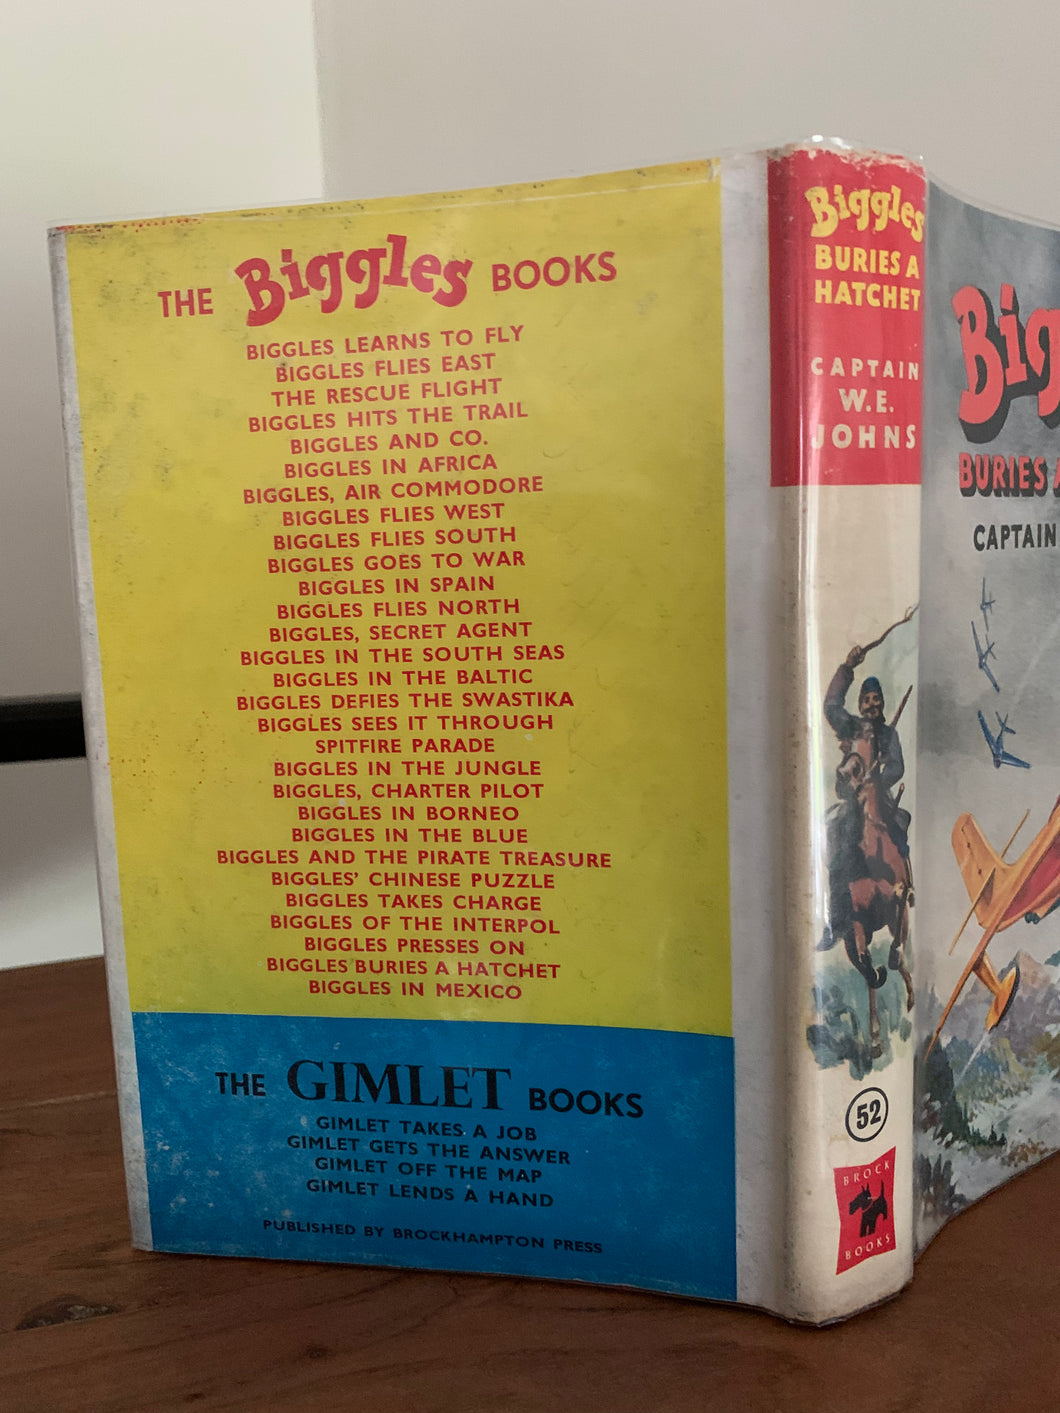 THE Biggles BOOKS
BIGGLES LEARNS TO FLY
BIGGLES FLIES EAST
THE RESCUE FLIGHT
BIGGLES HITS THE TRAIL
BIGGLES AND CO.
BIGGLES IN AFRICA
BIGGLES, AIR COMMODORE
BIGGLES FLIES WEST
BIGGLES FLIES SOUTH
BIGGLES GOES TO WAR
BIGGLES IN SPAIN
BIGGLES FLIES NORTH
BIGGLES, SECRET AGENT
BIGGLES IN THE SOUTH SEAS
BIGGLES IN THE BALTIC
BIGGLES DEFIES THE SWASTIKA
BIGGLES SEES IT THROUGH
SPITFIRE PARADE
BIGGLES IN THE JUNGLE
BIGGLES, CHARTER PILOT
BIGGLES IN BORNEO
BIGGLES IN THE BLUE
BIGGLES AND THE PIRATE TREASURE
BIGGLES' CHINESE PUZZLE
BIGGLES TAKES CHARGE
BIGGLES OF THE INTERPOL
BIGGLES PRESSES ON
BIGGLES BURIES A HATCHET
BIGGLES IN MEXICO
THE GIMLET BOOKS
GIMLET TAKES A JOB
GIMLET GETS THE ANSWER
GIMLET OFF THE MAP
GIMLET LENDS A HAND
PUBLISHED BY BROCKHAMPTON PRESS
Biggles
BURIES A
HATCHET
CAPTAIN
W.E.
JOHNS
52
BROCK
BOOKS
Big
BURIES A
CAPTAIN